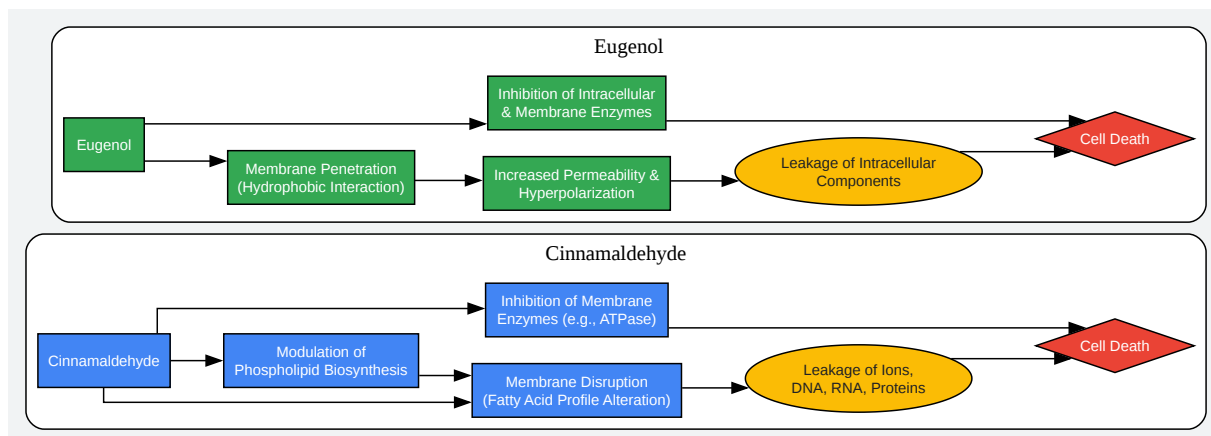 Eugenol
Inhibition of Intracellular
& Membrane Enzymes
Eugenol
Cell Death
Membrane Penetration
(Hydrophobic Interaction)
Increased Permeability &
Hyperpolarization
Leakage of Intracellular
Components
Cinnamaldehyde
Inhibition of Membrane
Enzymes (e.g., ATPase)
Cinnamaldehyde
Modulation of
Phospholipid Biosynthesis
Membrane Disruption
(Fatty Acid Profile Alteration)
Leakage of Ions,
DNA, RNA, Proteins
Cell Death